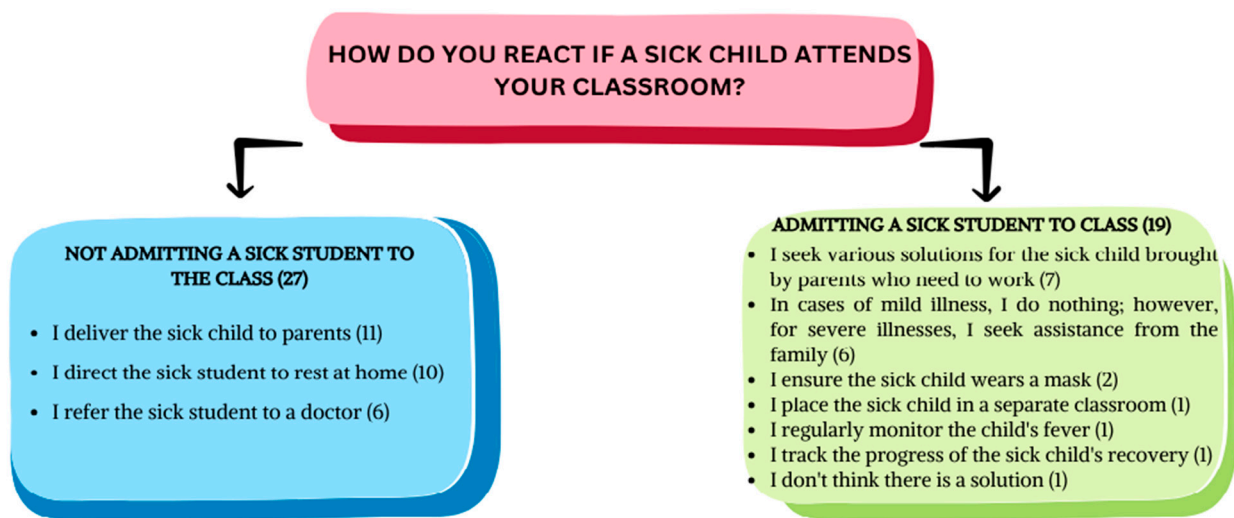 HOW DO YOU REACT IF A SICK CHILD ATTENDS
YOUR CLASSROOM?
NOT ADMITTING A SICK STUDENT TO
THE CLASS (27)
• I deliver the sick child to parents (11)
• I direct the sick student to rest at home (10)
• I refer the sick student to a doctor (6)
ADMITTING A SICK STUDENT TO CLASS (19)
• I seek various solutions for the sick child brought
by parents who need to work (7)
• In cases of mild illness, I do nothing; however,
for severe illnesses, I seek assistance from the
family (6)
• I ensure the sick child wears a mask (2)
• I place the sick child in a separate classroom (1)
• I regularly monitor the child's fever (1)
• I track the progress of the sick child's recovery (1)
• I don't think there is a solution (1)